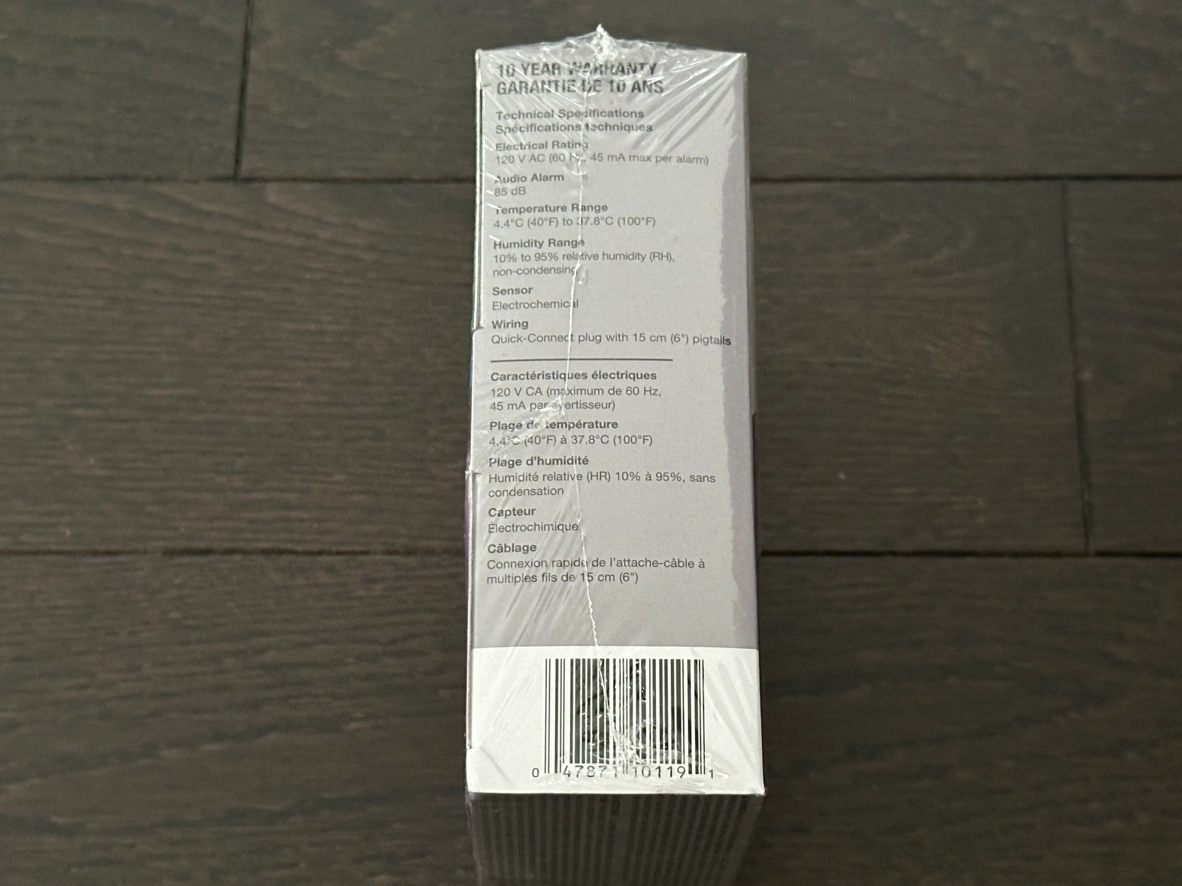 10 YEAR WARRANTY
GARANTIE DE 10 ANS
Technical Specifications
Spécifications techniques
Electrical Rating
120 V AC (60 Hz, 45 mA max per alarm)
Audio Alarm
85 dB
Temperature Range
4.4°C (40°F) to 37.8°C (100°F)
Humidity Range
10% to 95% relative humidity (RH),
non-condensing
Sensor
Electrochemical
Wiring
Quick-Connect plug with 15 cm (6") pigtails
Caractéristiques électriques
120 V CA (maximum de 60 Hz,
45 mA par avertisseur)
Plage de température
4.4°C (40°F) à 37.8°C (100°F)
Plage d'humidité
Humidité relative (HR) 10% à 95%, sans
condensation
Capteur
Électrochimique
Câblage
Connexion rapide de l'attache-câble à
multiples fils de 15 cm (6")
0 47871 10119 1